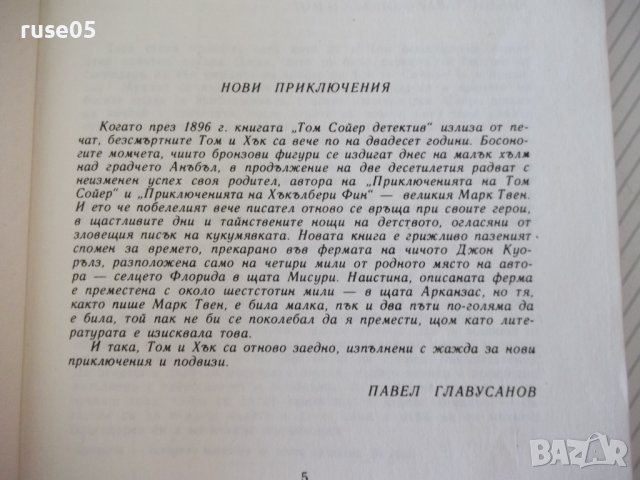 ruse05
НОВИ ПРИКЛЮЧЕНИЯ
Когато през 1896 г. книгата „Том Сойер детектив“ излиза от пе-
чат, безсмъртните Том и Хък са вече по на двадесет години. Босоно-
гите момчета, чиито бронзови фигури се издигат днес на малък хълм
над градчето Анъбъл, в продължение на две десетилетия радват с
неизменен успех своя родител, автора на „Приключенията на Том
Сойер“ и „Приключенията на Хъкълбери Фин“ — великия Марк Твен.
И ето че побелелият вече писател отново се връща при своите герои,
в щастливите дни и тайнствените нощи на детството, огласяни от
зловещия писък на кукумявката. Новата книга е грижливо пазеният
спомен за времето, прекарано във фермата на чичото Джон Куо-
рълз, разположена само на четири мили от родното място на авто-
ра — селцето Флорида в щата Мисури. Наистина, описаната ферма
е преместена с около шестстотин мили — в щата Арканзас, но тя,
както пише Марк Твен, е била малка, пък и два пъти по-голяма да
е била, той пак не би се поколебал да я премести, щом като лите-
ратурата е изисквала това.
И така, Том и Хък са отново заедно, изпълнени с жажда за нови
приключения и подвизи.
ПАВЕЛ ГЛАВУСАНОВ
5
BAZAR
bg